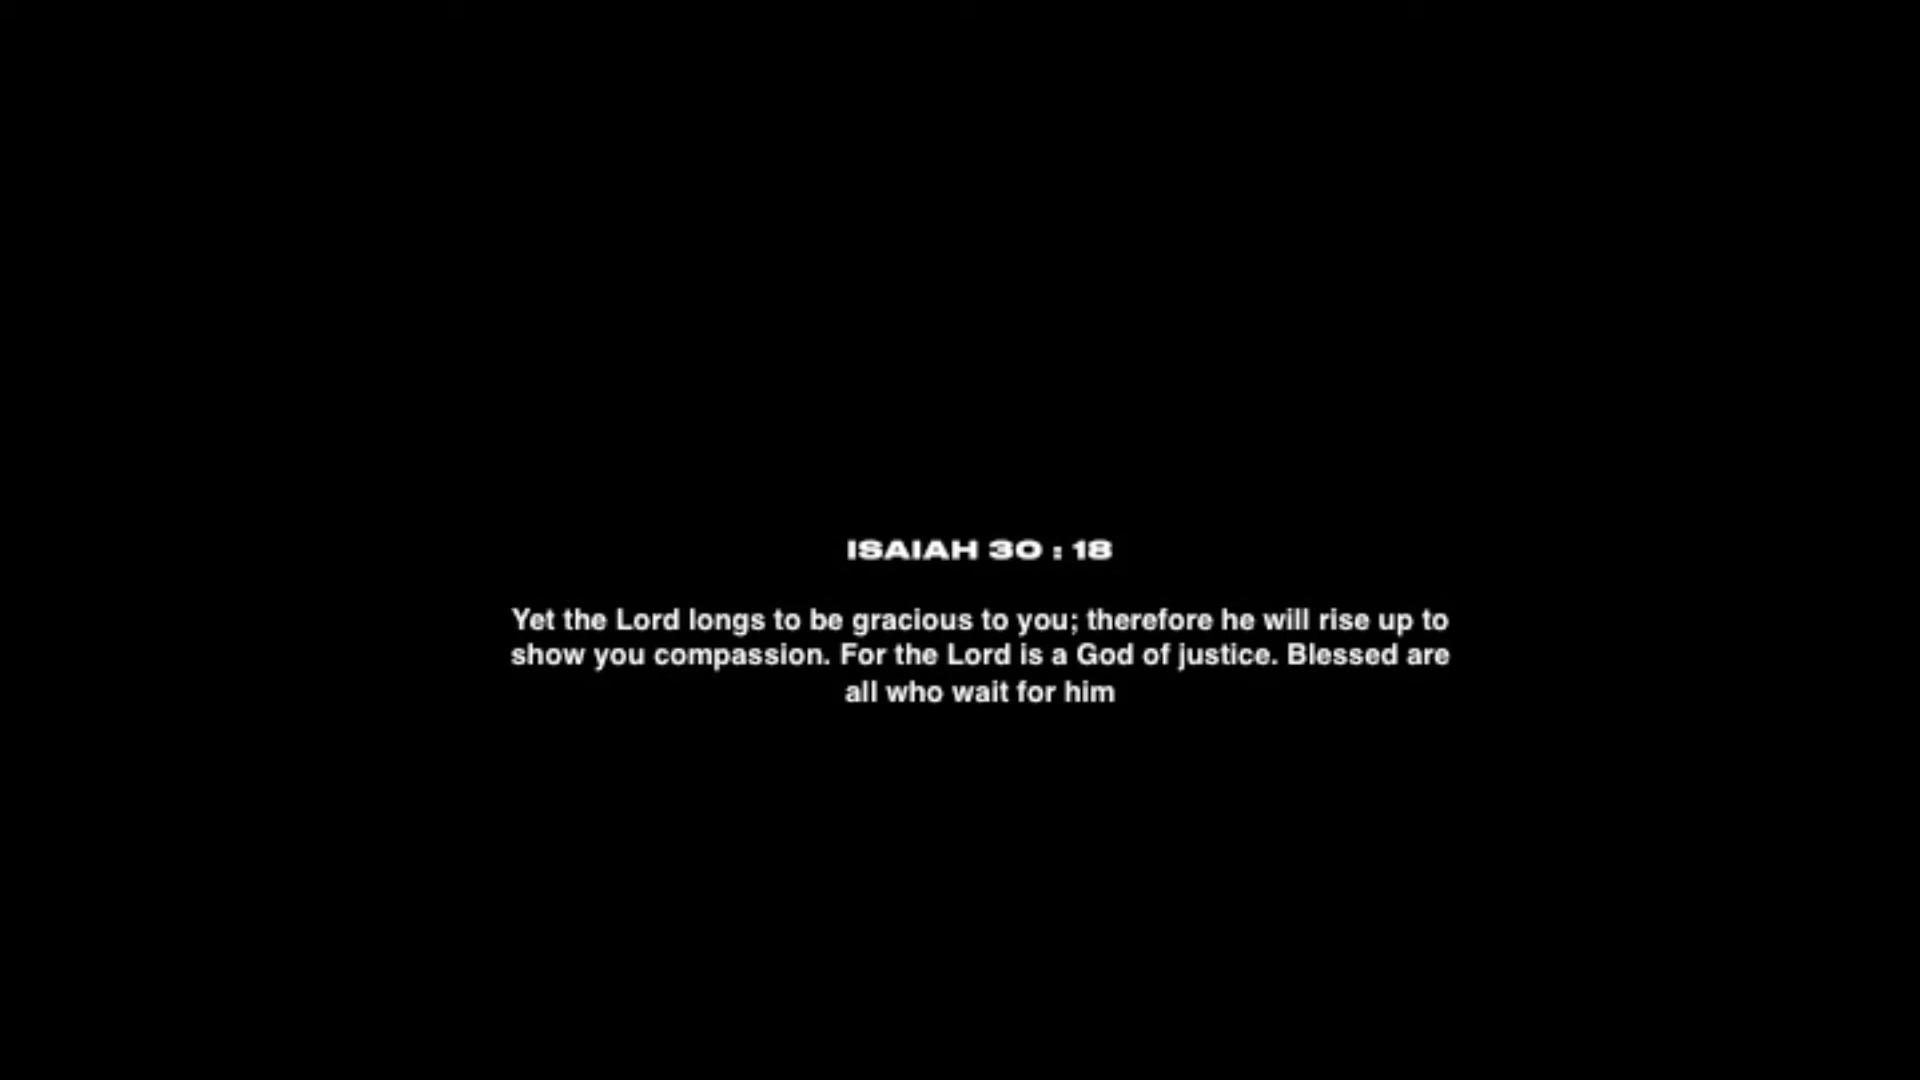 ISAIAH 30 : 18
Yet the Lord longs to be gracious to you; therefore he will rise up to
show you compassion. For the Lord is a God of justice. Blessed are
all who wait for him